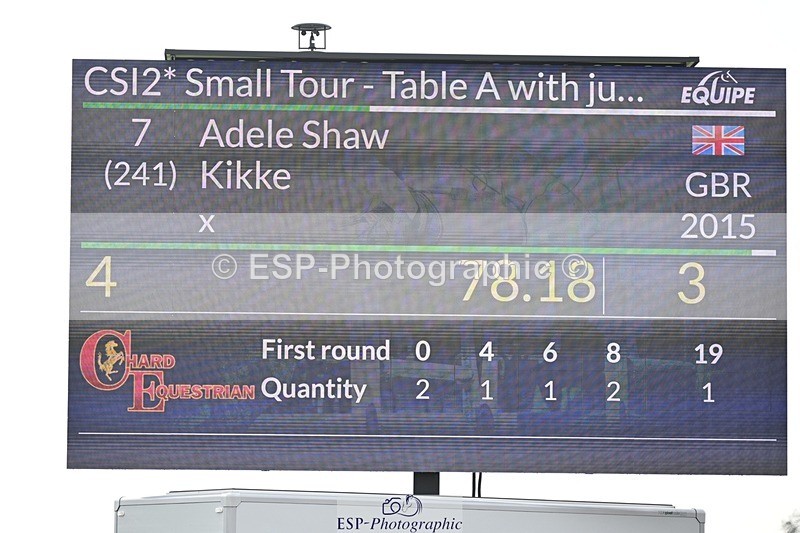 CSI2* Small Tour - Table A with ju... EQUIPE
7 Adele Shaw
(241) Kikke GBR
x 2015
4 78.18 3
© ESP-Photographic ©
First round 0 4 6 8 19
Quantity 2 1 1 2 1
CHARD
EQUESTRIAN
ESP-Photographic